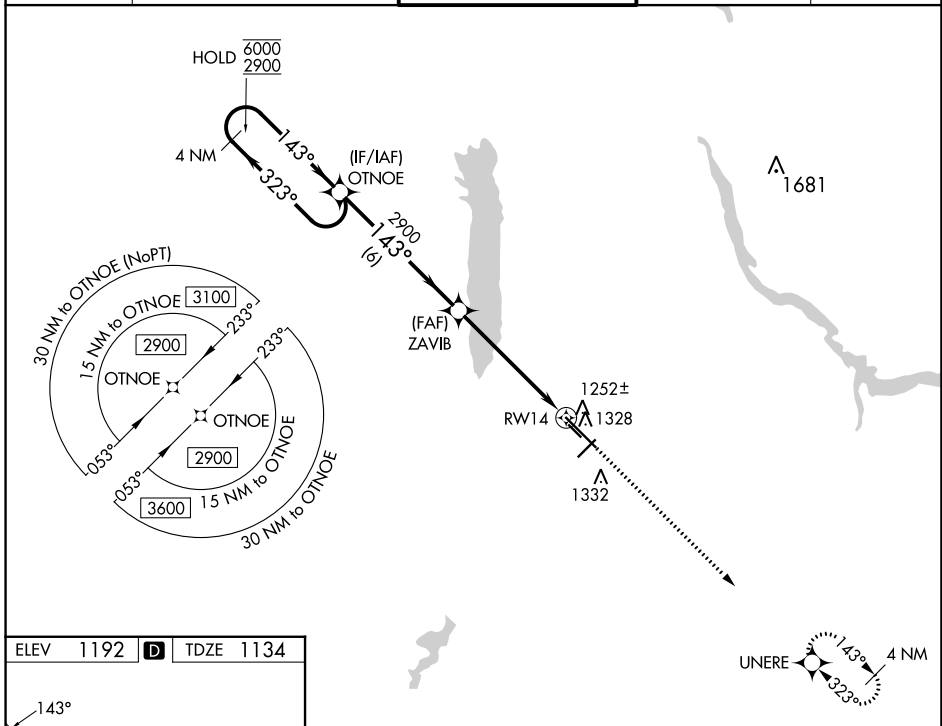 HOLD 6000
2900
4 NM
143°
323°
(IF/IAF)
OTNOE
2900
143°
(6)
1681
30 NM to OTNOE (NoPT)
15 NM to OTNOE
3100
233°
2900
OTNOE
053°
233°
OTNOE
2900
053°
15 NM to OTNOE
3600
30 NM to OTNOE
(FAF)
ZAVIB
1252±
RW14
1328
1332
ELEV 1192 D TDZE 1134
143°
UNERE
143°
4 NM
323°